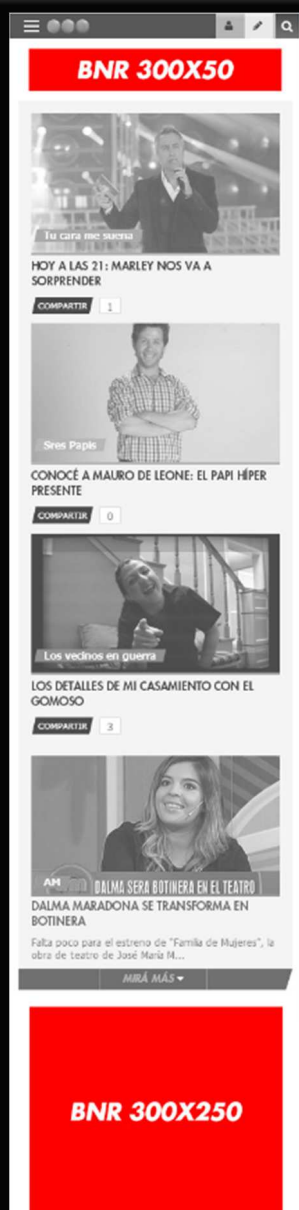 BNR 300X50
Tu cara me suena
HOY A LAS 21: MARLEY NOS VA A
SORPRENDER
COMPARTIR 1
Sres Papis
CONOCÉ A MAURO DE LEONE: EL PAPI HÍPER
PRESENTE
COMPARTIR 0
Los vecinos en guerra
LOS DETALLES DE MI CASAMIENTO CON EL
GOMOSO
COMPARTIR 3
AM
DALMA SERA BOTINERA EN EL TEATRO
DALMA MARADONA SE TRANSFORMA EN
BOTINERA
Falta poco para el estreno de "Familia de Mujeres", la
obra de teatro de José María M...
MIRÁ MÁS
BNR 300X250